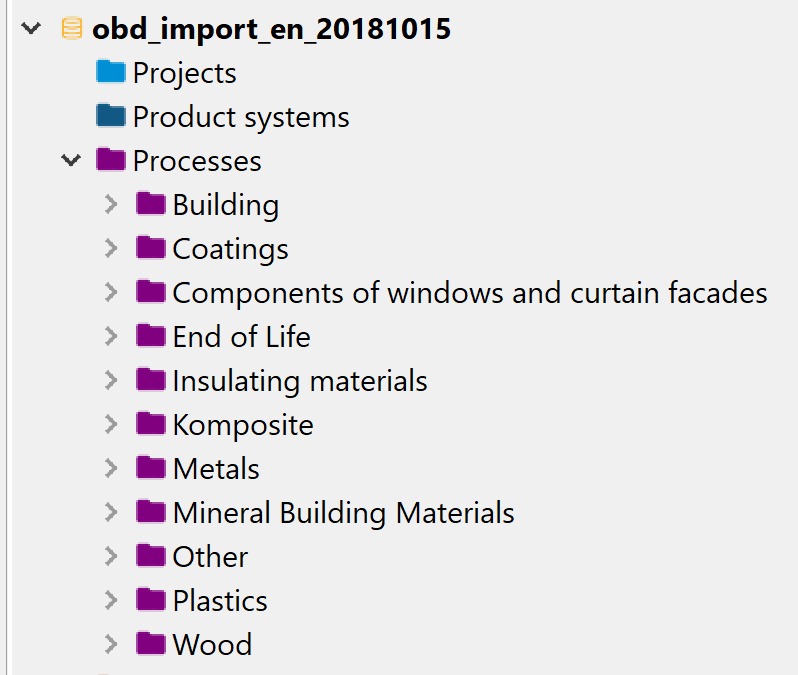 obd_import_en_20181015
Projects
Product systems
Processes
Building
Coatings
Components of windows and curtain facades
End of Life
Insulating materials
Komposite
Metals
Mineral Building Materials
Other
Plastics
Wood